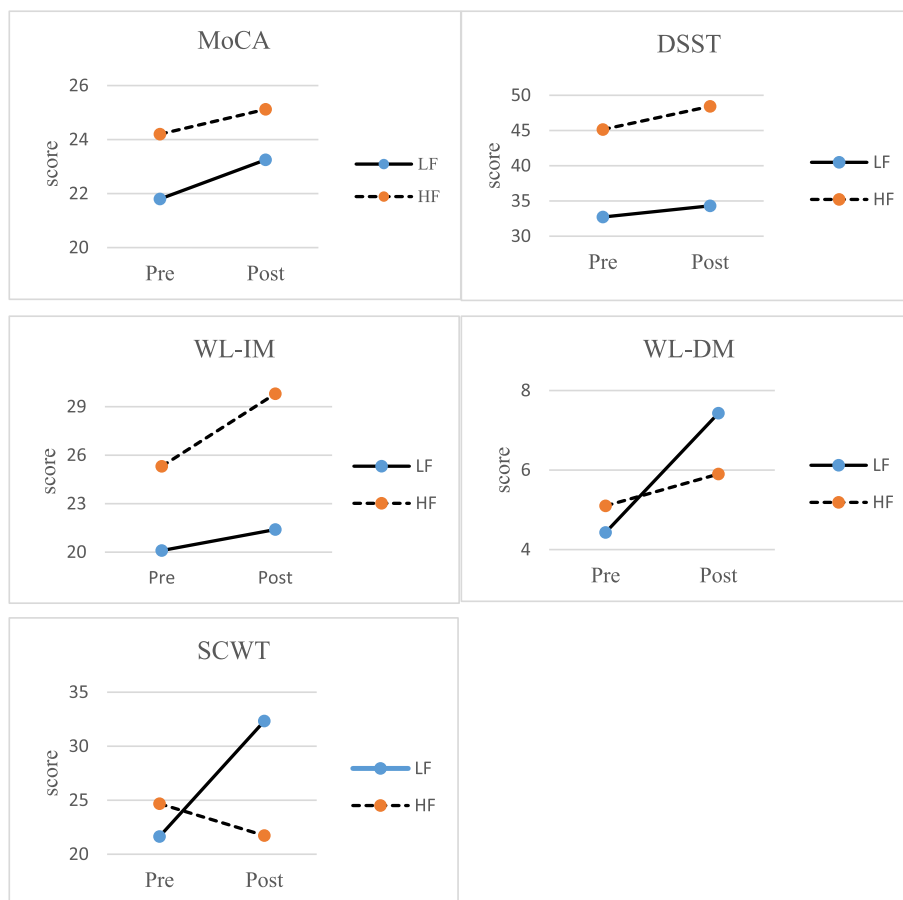 MoCA
26
24
22
20
score
Pre
Post
LF
HF
DSST
50
45
40
35
30
score
Pre
Post
LF
HF
WL-IM
29
26
23
20
score
Pre
Post
LF
HF
WL-DM
8
6
4
score
Pre
Post
LF
HF
SCWT
35
30
25
20
score
Pre
Post
LF
HF